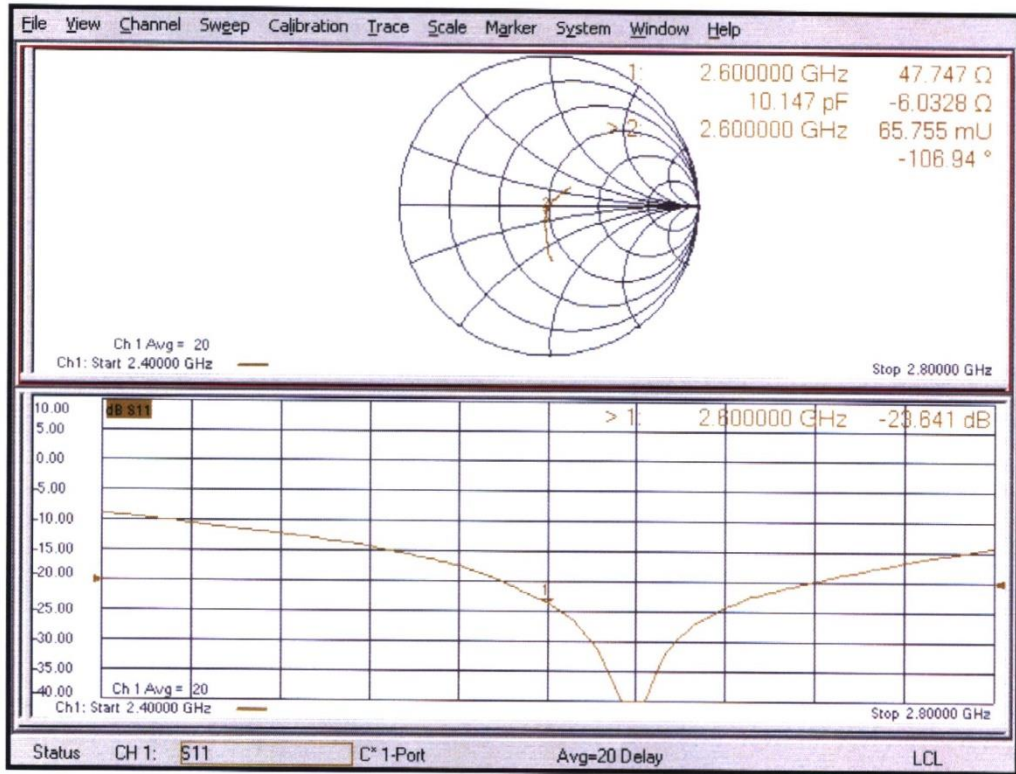 File View Channel Sweep Calibration Trace Scale Marker System Window Help
1: 2.600000 GHz 47.747 Ω
10.147 pF -6.0328 Ω
> 2: 2.600000 GHz 65.755 mU
-106.94 °
Ch 1 Avg = 20
Ch1: Start 2.40000 GHz
Stop 2.80000 GHz
dB S11
> 1: 2.600000 GHz -23.641 dB
10.00
5.00
0.00
-5.00
-10.00
-15.00
-20.00
-25.00
-30.00
-35.00
-40.00
1
Ch 1 Avg = 20
Ch1: Start 2.40000 GHz
Stop 2.80000 GHz
Status CH 1: S11 C* 1-Port Avg=20 Delay LCL